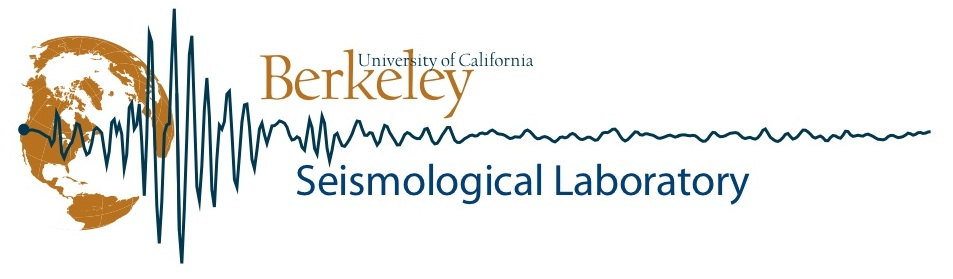 University of California
Berkeley
Seismological Laboratory